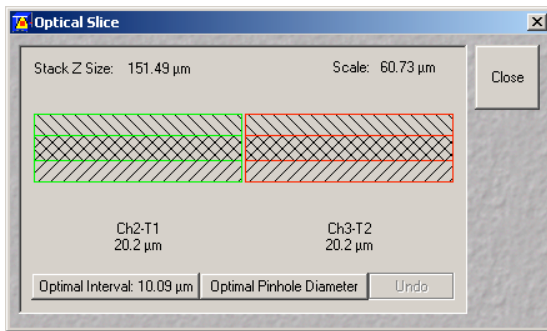 Optical Slice
Stack Z Size: 151.49 µm Scale: 60.73 µm Close
Ch2-T1 Ch3-T2
20.2 µm 20.2 µm
Optimal Interval: 10.09 µm Optimal Pinhole Diameter Undo